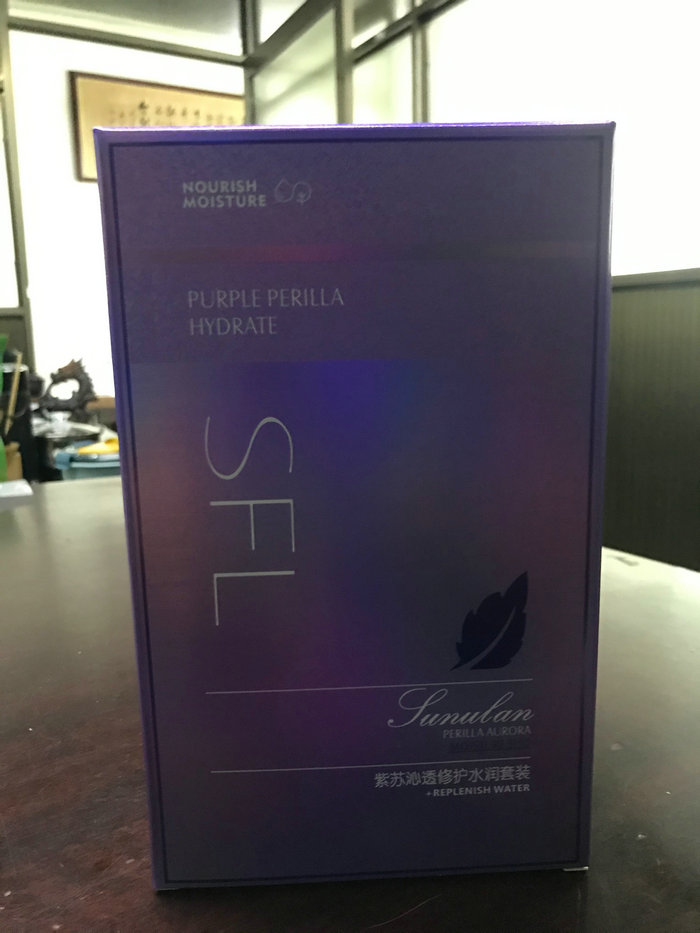 NOURISH
MOISTURE
PURPLE PERILLA
HYDRATE
SFL
Sunulan
PERILLA AURORA
紫苏沁透修护水润套装
+REPLENISH WATER